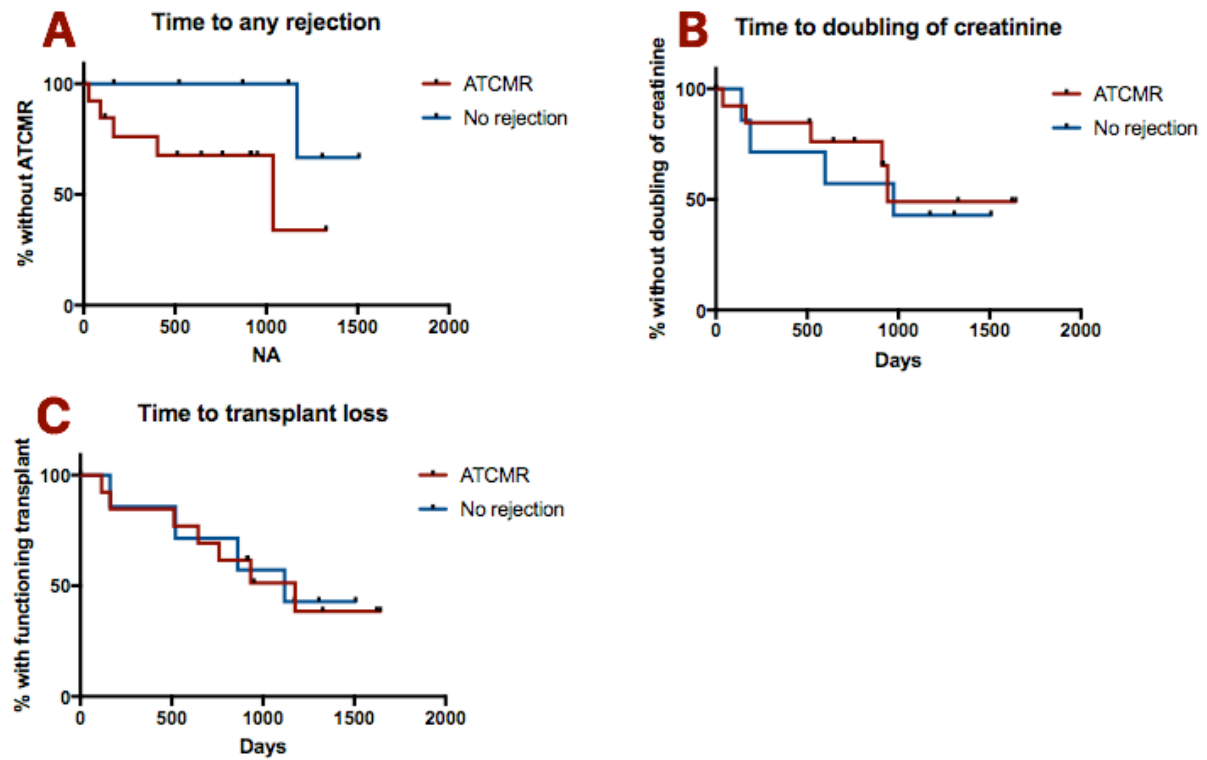 A
Time to any rejection
% without ATCMR
100
50
0
0 500 1000 1500 2000
NA
ATCMR
No rejection
B
Time to doubling of creatinine
% without doubling of creatinine
100
50
0
0 500 1000 1500 2000
Days
ATCMR
No rejection
C
Time to transplant loss
% with functioning transplant
100
50
0
0 500 1000 1500 2000
Days
ATCMR
No rejection